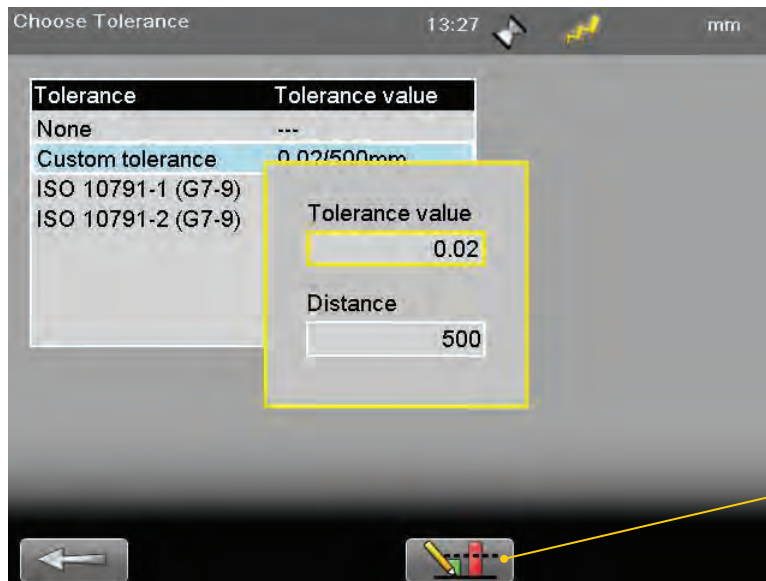 Choose Tolerance 13:27 mm
Tolerance Tolerance value
None ---
Custom tolerance 0.02/500mm
ISO 10791-1 (G7-9)
ISO 10791-2 (G7-9)
Tolerance value
0.02
Distance
500